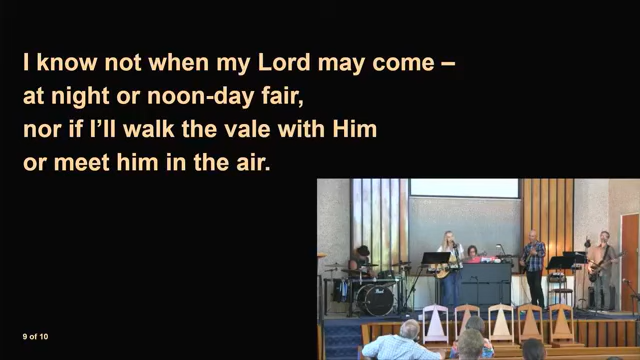 I know not when my Lord may come –
at night or noon-day fair,
nor if I’ll walk the vale with Him
or meet him in the air.
9 of 10
Pearl